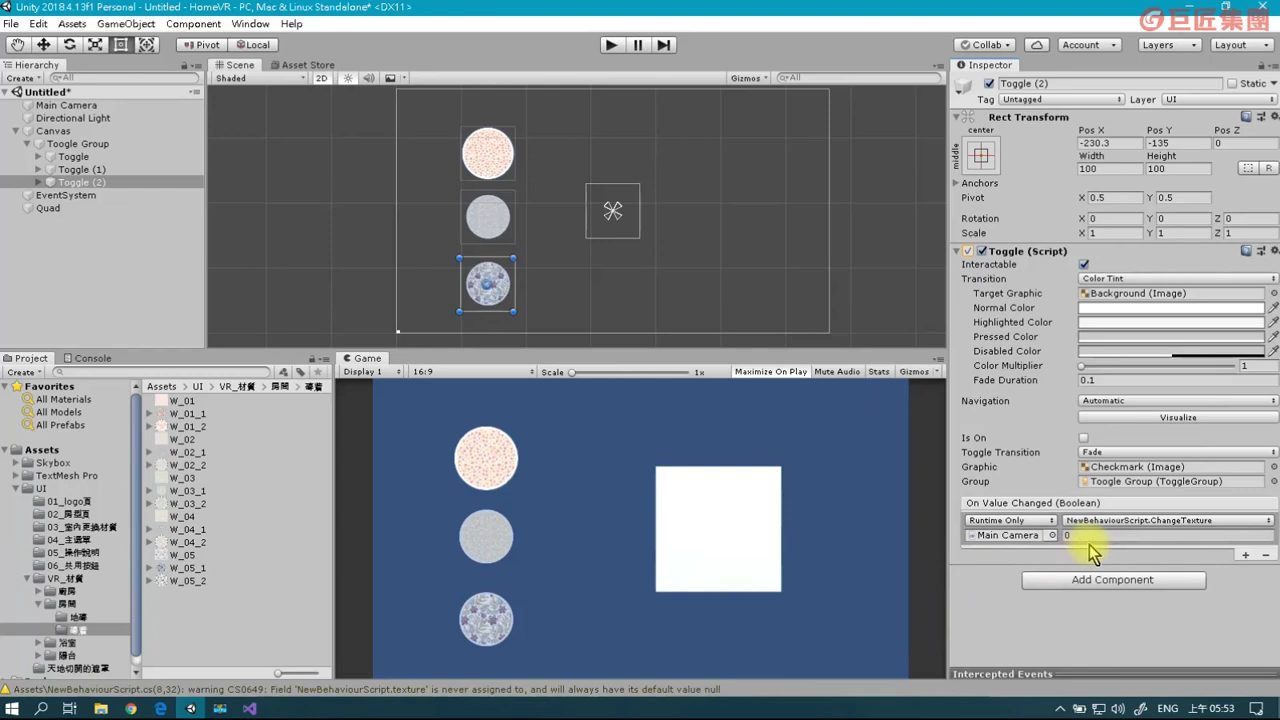 Unity 2018.4.13f1 Personal - Untitled - HomeVR - PC, Mac & Linux Standalone* <DX11>
巨匠集團
File Edit Assets GameObject Component Window Help
Pivot Local Collab Account Layers Layout
Hierarchy
Create All
Untitled*
Main Camera
Directional Light
Canvas
Toogle Group
Toggle
Toggle (1)
Toggle (2)
EventSystem
Quad
Scene Asset Store
Shaded 2D Gizmos All
Project Console
Create
Favorites
All Materials
All Models
All Prefabs
Assets
Skybox
TextMesh Pro
UI
01_logo頁
02_房型頁
03_室內更換材質
04_主選單
05_操作說明
06_共用按鈕
VR_材質
廚房
房間
地磚
浴室
陽台
天地切開的遮罩
Assets UI VR_材質 房間
W_01
W_01_1
W_01_2
W_02
W_02_1
W_02_2
W_03
W_03_1
W_03_2
W_04
W_04_1
W_04_2
W_05
W_05_1
W_05_2
Game
Display 1 16:9 Scale 1x Maximize On Play Mute Audio Stats Gizmos
Inspector
Toggle (2) Static
Tag Untagged Layer UI
Rect Transform
center Pos X Pos Y Pos Z
middle -230.3 -135 0
Width Height
100 100 R
Anchors
Pivot X 0.5 Y 0.5
Rotation X 0 Y 0 Z 0
Scale X 1 Y 1 Z 1
Toggle (Script)
Interactable
Transition Color Tint
Target Graphic Background (Image)
Normal Color
Highlighted Color
Pressed Color
Disabled Color
Color Multiplier 1
Fade Duration 0.1
Navigation Automatic
Visualize
Is On
Toggle Transition Fade
Graphic Checkmark (Image)
Group Toogle Group (ToggleGroup)
On Value Changed (Boolean)
Runtime Only NewBehaviourScript.ChangeTexture
Main Camera 0
Add Component
Intercepted Events
Assets\NewBehaviourScript.cs(8,32): warning CS0649: Field 'NewBehaviourScript.texture' is never assigned to, and will always have its default value null
ENG 上午 05:53